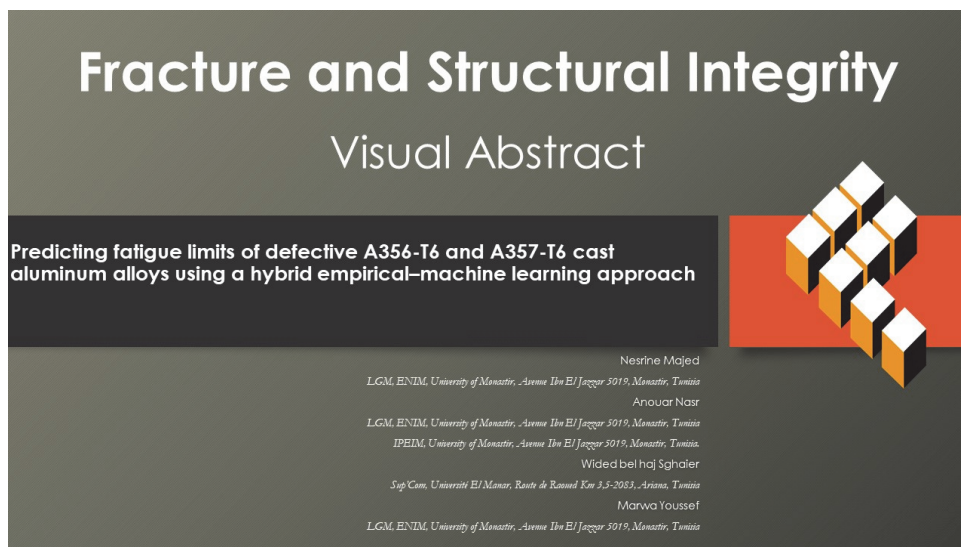 Fracture and Structural Integrity
Visual Abstract
Predicting fatigue limits of defective A356-T6 and A357-T6 cast
aluminum alloys using a hybrid empirical–machine learning approach
Nesrine Majed
LGM, ENIM, University of Monastir, Avenue Ibn El Jazzar 5019, Monastir, Tunisia
Anouar Nasr
LGM, ENIM, University of Monastir, Avenue Ibn El Jazzar 5019, Monastir, Tunisia
IPEIM, University of Monastir, Avenue Ibn El Jazzar 5019, Monastir, Tunisia.
Wided bel haj Sghaier
Sup'Com, Université El Manar, Route de Raoued Km 3,5-2083, Ariana, Tunisia
Marwa Youssef
LGM, ENIM, University of Monastir, Avenue Ibn El Jazzar 5019, Monastir, Tunisia